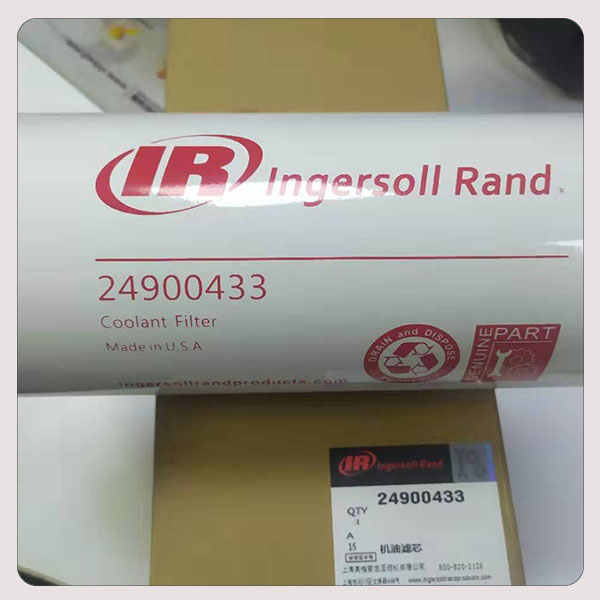 IR Ingersoll Rand
24900433
Coolant Filter
Made in U.S.A
DRAIN and DISPOSE
GENUINE PART
ingersollrandproducts.com
IR Ingersoll Rand
24900433
QTY
1
A
15
机油滤芯
800-820-2128
www.ingersollrandproducts.com